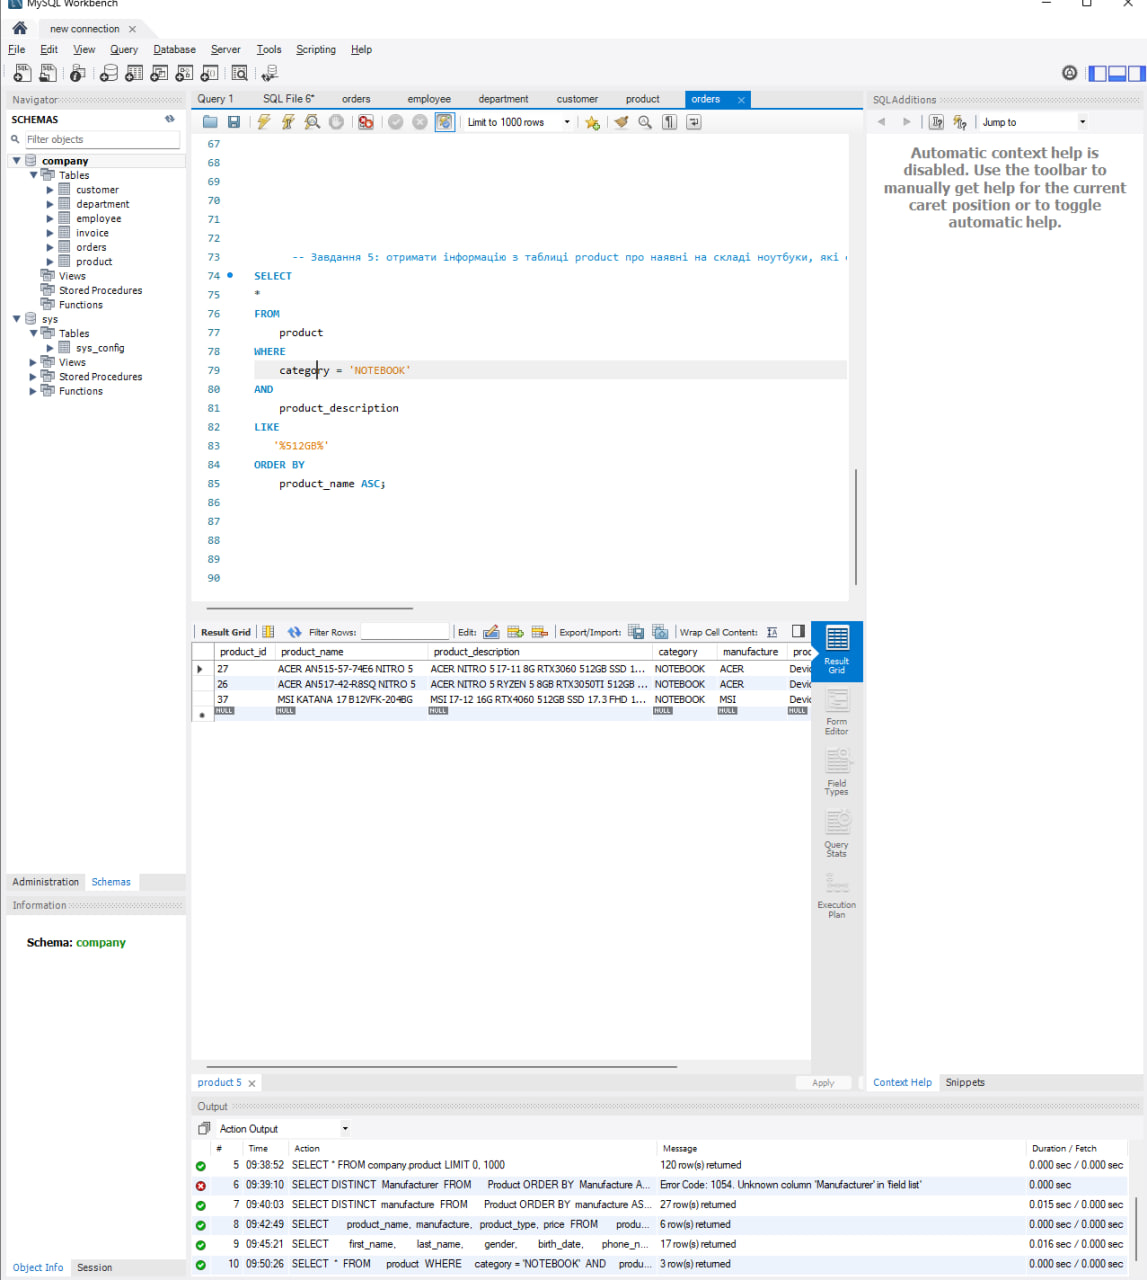 MySQL Workbench
new connection
File Edit View Query Database Server Tools Scripting Help
Navigator
SCHEMAS
Filter objects
company
Tables
customer
department
employee
invoice
orders
product
Views
Stored Procedures
Functions
sys
Tables
sys_config
Views
Stored Procedures
Functions
Administration Schemas
Information
Schema: company
Object Info Session
Query 1 SQL File 6* orders employee department customer product orders
Limit to 1000 rows
67
68
69
70
71
72
73 -- Завдання 5: отримати інформацію з таблиці product про наявні на складі ноутбуки, які
74 SELECT
75 *
76 FROM
77 product
78 WHERE
79 category = 'NOTEBOOK'
80 AND
81 product_description
82 LIKE
83 '%512GB%'
84 ORDER BY
85 product_name ASC;
86
87
88
89
90
Result Grid Filter Rows: Edit: Export/Import: Wrap Cell Content:
product_id product_name product_description category manufacture proc
27 ACER AN515-57-74E6 NITRO 5 ACER NITRO 5 I7-11 8G RTX3060 512GB SSD 1... NOTEBOOK ACER Devic
26 ACER AN517-42-R8SQ NITRO 5 ACER NITRO 5 RYZEN 5 8GB RTX3050TI 512GB ... NOTEBOOK ACER Devic
37 MSI KATANA 17 B12VFK-204BG MSI I7-12 16G RTX4060 512GB SSD 17.3 FHD 1... NOTEBOOK MSI Devic
NULL NULL NULL NULL NULL NULL
Result Grid
Form Editor
Field Types
Query Stats
Execution Plan
product 5 Apply
SQLAdditions
Jump to
Automatic context help is
disabled. Use the toolbar to
manually get help for the current
caret position or to toggle
automatic help.
Context Help Snippets
Output
Action Output
# Time Action Message Duration / Fetch
5 09:38:52 SELECT * FROM company.product LIMIT 0, 1000 120 row(s) returned 0.000 sec / 0.000 sec
6 09:39:10 SELECT DISTINCT Manufacturer FROM Product ORDER BY Manufacture A... Error Code: 1054. Unknown column 'Manufacturer' in 'field list' 0.000 sec
7 09:40:03 SELECT DISTINCT manufacture FROM Product ORDER BY manufacture AS... 27 row(s) returned 0.015 sec / 0.000 sec
8 09:42:49 SELECT product_name, manufacture, product_type, price FROM produ... 6 row(s) returned 0.000 sec / 0.000 sec
9 09:45:21 SELECT first_name, last_name, gender, birth_date, phone_n... 17 row(s) returned 0.016 sec / 0.000 sec
10 09:50:26 SELECT * FROM product WHERE category = 'NOTEBOOK' AND produ... 3 row(s) returned 0.000 sec / 0.000 sec